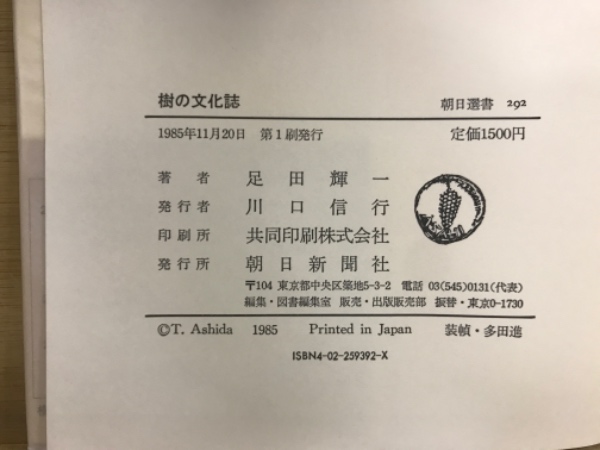 樹の文化誌 朝日選書 292
1985年11月20日 第1刷発行 定価1500円
著者 足田輝一
発行者 川口信行
印刷所 共同印刷株式会社
発行所 朝日新聞社
〒104 東京都中央区築地5-3-2 電話 03(545)0131(代表)
編集・図書編集室 販売・出版販売部 振替・東京0-1730
©T. Ashida 1985 Printed in Japan 装幀・多田進
ISBN4-02-259392-X